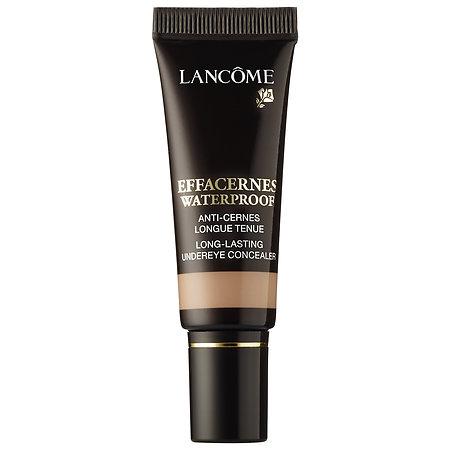 LANCÔME
EFFACERNES
WATERPROOF
ANTI-CERNES
LONGUE TENUE
LONG-LASTING
UNDEREYE CONCEALER